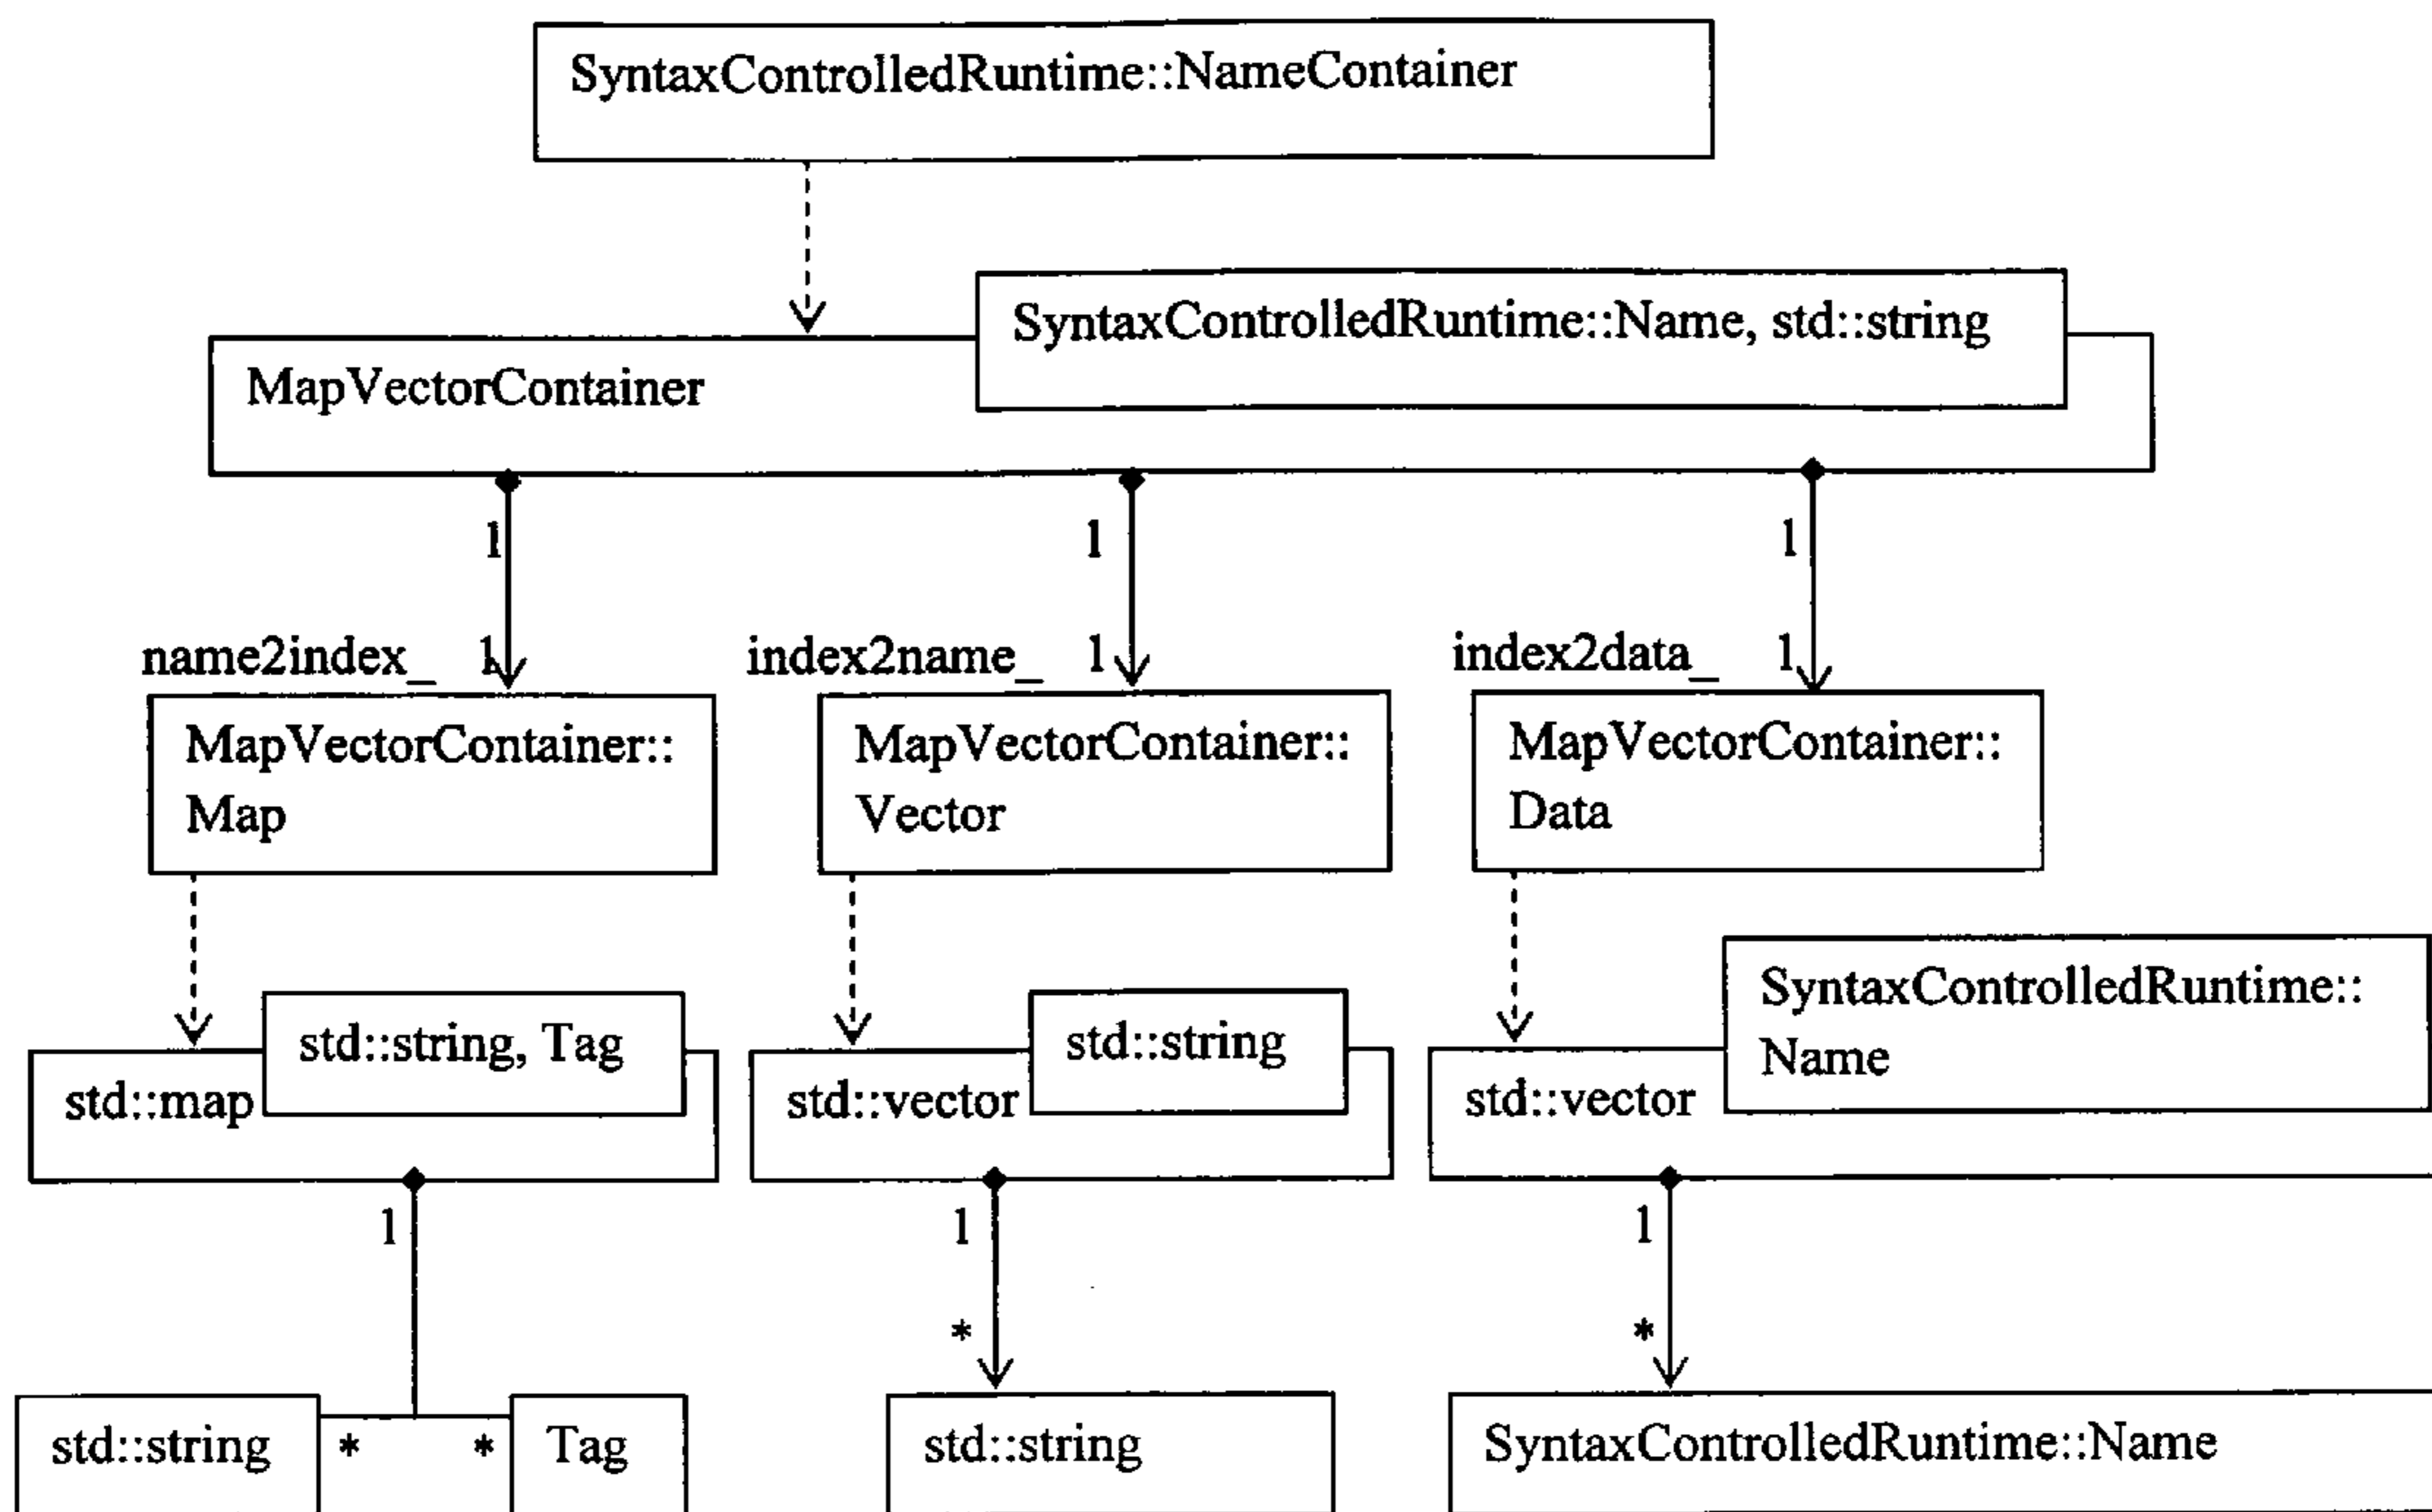 SyntaxControlledRuntime::NameContainer
SyntaxControlledRuntime::Name, std::string
MapVectorContainer
1
1
1
name2index_
1
index2name_
1
index2data_
1
MapVectorContainer::
Map
MapVectorContainer::
Vector
MapVectorContainer::
Data
std::string, Tag
std::map
std::string
std::vector
SyntaxControlledRuntime::
Name
std::vector
1
1
1
*
*
std::string
*
*
Tag
std::string
SyntaxControlledRuntime::Name